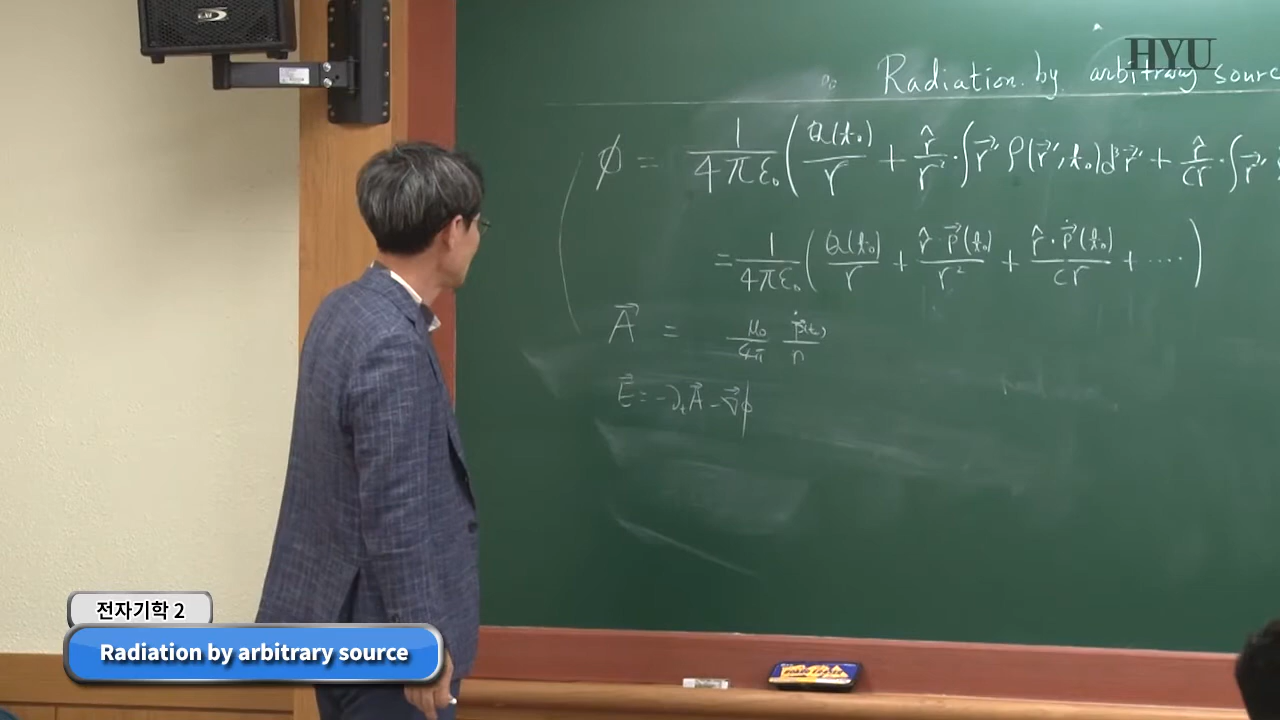 HYU
Radiation by arbitrary source
φ = 1/4πε₀ ( Q(t₀)/r + r̂/r² · ∫ r⃗' ρ(r⃗', t₀) d³r⃗' + r̂/cr · ∫ r⃗'
= 1/4πε₀ ( Q(t₀)/r + r̂ · p⃗(t₀)/r² + r̂ · ṗ⃗(t₀)/cr + ···· )
A⃗ = μ₀/4π ṗ⃗(t₀)/r
E⃗ = -∂ₜA⃗ - ∇⃗φ
전자기학 2
Radiation by arbitrary source